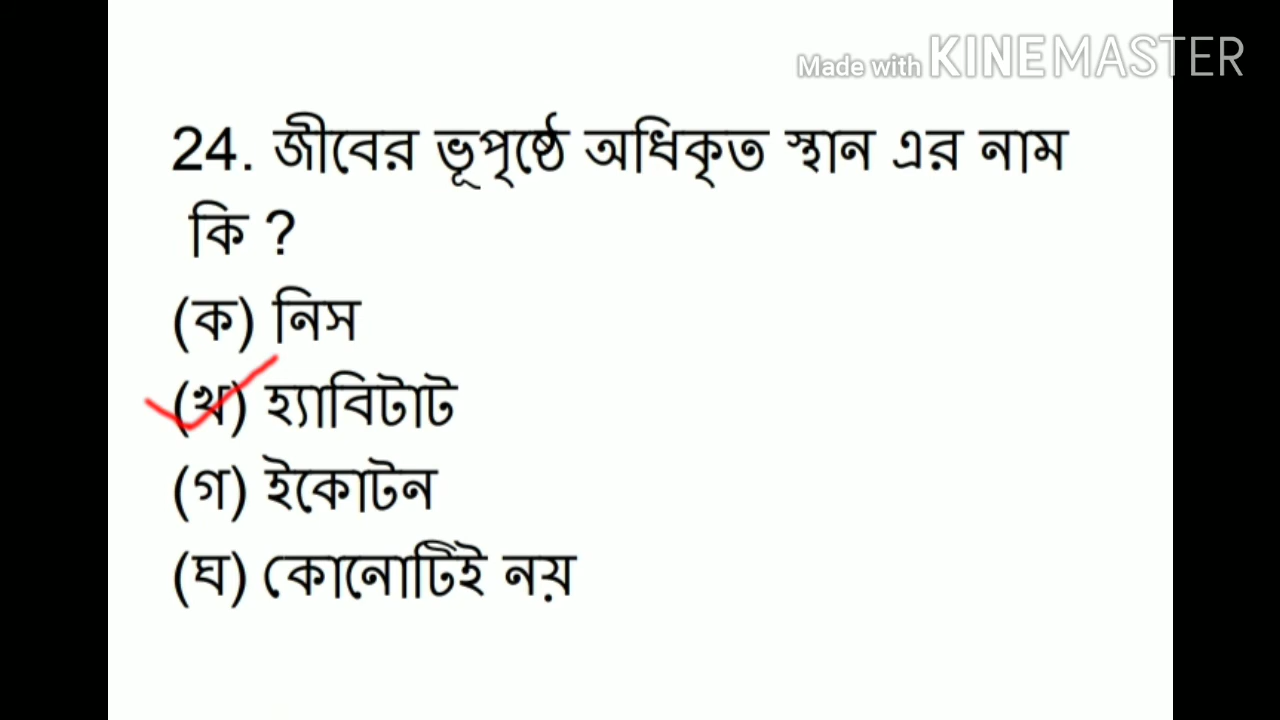 Made with KINEMASTER
24. জীবের ভূপৃষ্ঠে অধিকৃত স্থান এর নাম
কি ?
(ক) নিস
(খ) হ্যাবিটাট
(গ) ইকোটন
(ঘ) কোনোটিই নয়